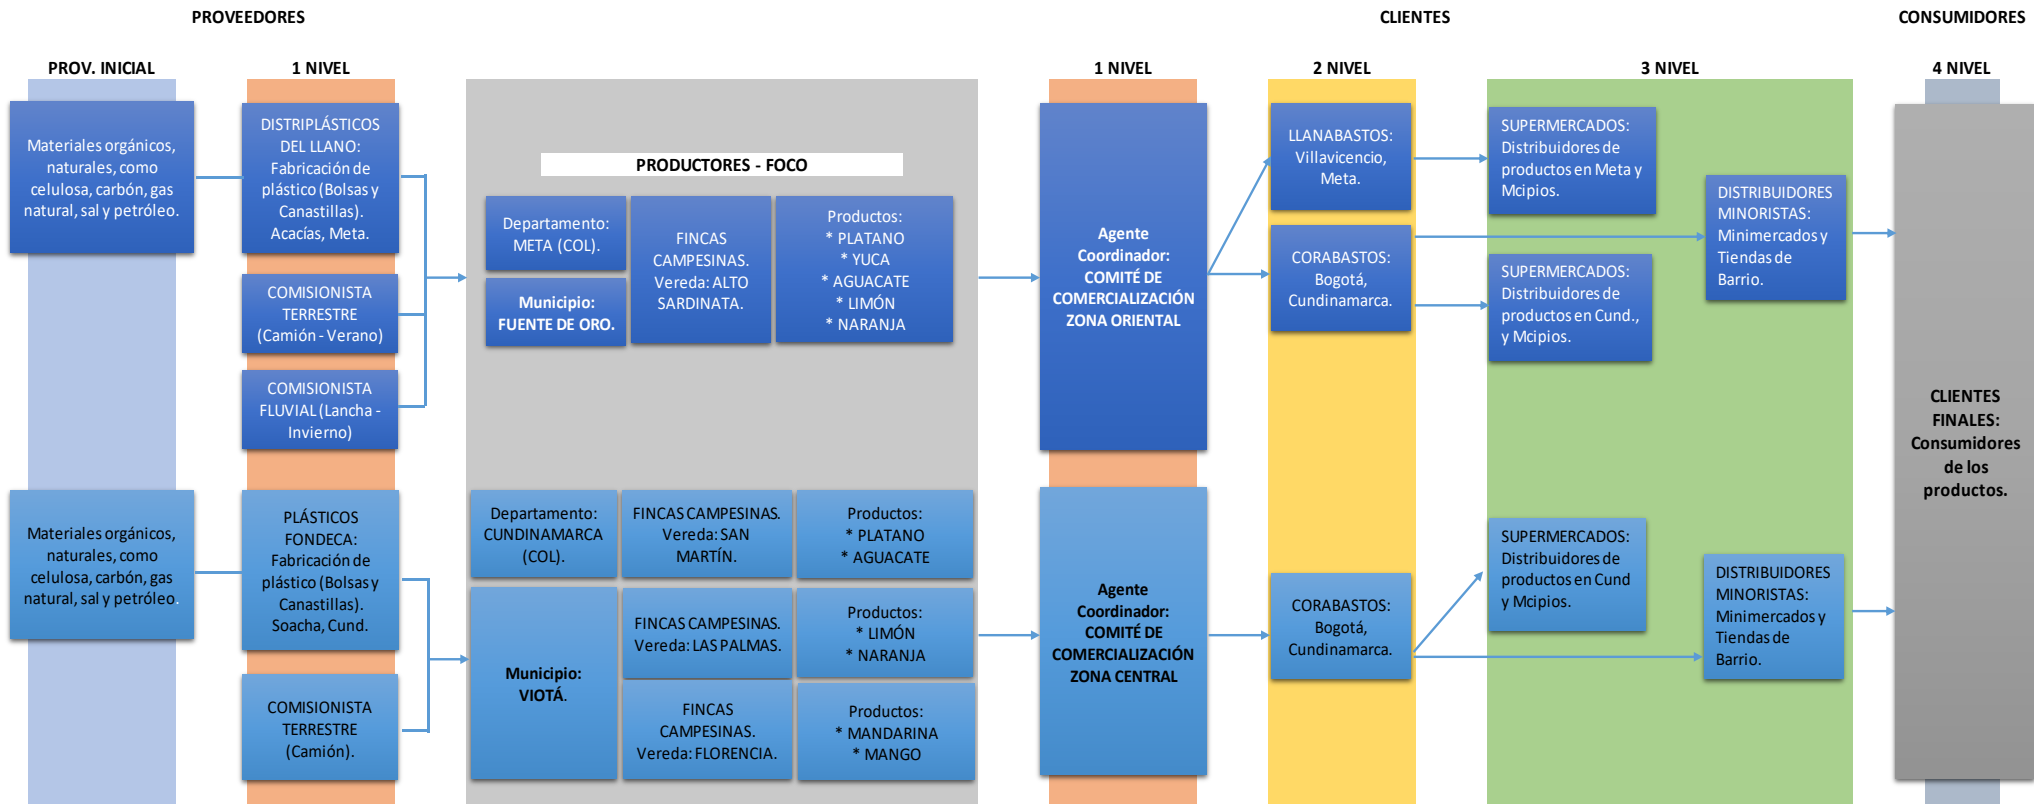 PROVEEDORES
CLIENTES
CONSUMIDORES
PROV. INICIAL
1 NIVEL
1 NIVEL
2 NIVEL
3 NIVEL
4 NIVEL
Materiales orgánicos,
naturales, como
celulosa, carbón, gas
natural, sal y petróleo.
DISTRIPLÁSTICOS
DEL LLANO:
Fabricación de
plástico (Bolsas y
Canastillas).
Acacías, Meta.
COMISIONISTA
TERRESTRE
(Camión - Verano)
COMISIONISTA
FLUVIAL (Lancha -
Invierno)
PRODUCTORES - FOCO
Departamento:
META (COL).
Municipio:
FUENTE DE ORO.
FINCAS
CAMPESINAS.
Vereda: ALTO
SARDINATA.
Productos:
* PLATANO
* YUCA
* AGUACATE
* LIMÓN
* NARANJA
Agente
Coordinador:
COMITÉ DE
COMERCIALIZACIÓN
ZONA ORIENTAL
LLANABASTOS:
Villavicencio,
Meta.
CORABASTOS:
Bogotá,
Cundinamarca.
SUPERMERCADOS:
Distribuidores de
productos en Meta y
Mcipios.
SUPERMERCADOS:
Distribuidores de
productos en Cund.,
y Mcipios.
DISTRIBUIDORES
MINORISTAS:
Minimercados y
Tiendas de
Barrio.
CLIENTES
FINALES:
Consumidores
de los
productos.
Materiales orgánicos,
naturales, como
celulosa, carbón, gas
natural, sal y petróleo.
PLÁSTICOS
FONDECA:
Fabricación de
plástico (Bolsas y
Canastillas).
Soacha, Cund.
COMISIONISTA
TERRESTRE
(Camión).
Departamento:
CUNDINAMARCA
(COL).
Municipio:
VIOTÁ.
FINCAS CAMPESINAS.
Vereda: SAN
MARTÍN.
Productos:
* PLATANO
* AGUACATE
FINCAS CAMPESINAS.
Vereda: LAS PALMAS.
Productos:
* LIMÓN
* NARANJA
FINCAS
CAMPESINAS.
Vereda: FLORENCIA.
Productos:
* MANDARINA
* MANGO
Agente
Coordinador:
COMITÉ DE
COMERCIALIZACIÓN
ZONA CENTRAL
CORABASTOS:
Bogotá,
Cundinamarca.
SUPERMERCADOS:
Distribuidores de
productos en Cund
y Mcipios.
DISTRIBUIDORES
MINORISTAS:
Minimercados y
Tiendas de
Barrio.